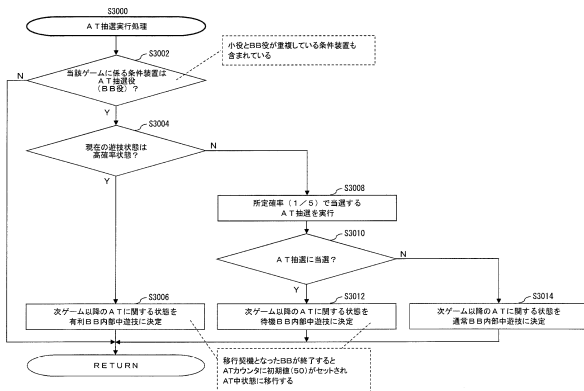 S3000
AT抽選実行処理
S3002
小役とBB役が重複している条件装置も
含まれている
当該ゲームに係る条件装置は
AT抽選役
(BB役)?
N
Y
S3004
現在の遊技状態は
高確率状態?
N
Y
S3008
所定確率(1/5)で当選する
AT抽選を実行
S3010
AT抽選に当選?
N
Y
S3006
次ゲーム以降のATに関する状態を
有利BB内部中遊技に決定
S3012
次ゲーム以降のATに関する状態を
待機BB内部中遊技に決定
S3014
次ゲーム以降のATに関する状態を
通常BB内部中遊技に決定
RETURN
移行契機となったBBが終了すると
ATカウンタに初期値(50)がセットされ
AT中状態に移行する